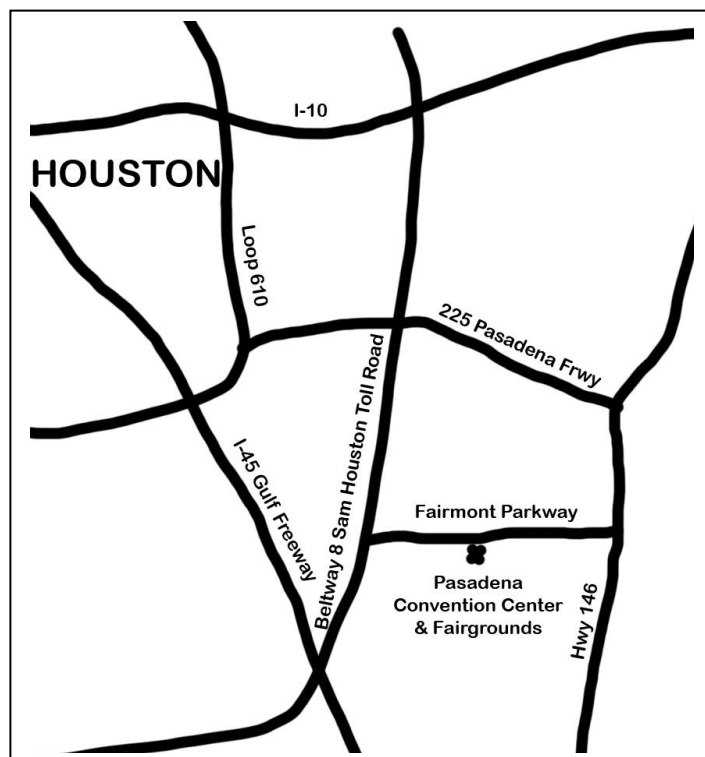 I-10
HOUSTON
Loop 610
225 Pasadena Frwy
I-45 Gulf Freeway
Beltway 8 Sam Houston Toll Road
Fairmont Parkway
Pasadena
Convention Center
& Fairgrounds
Hwy 146